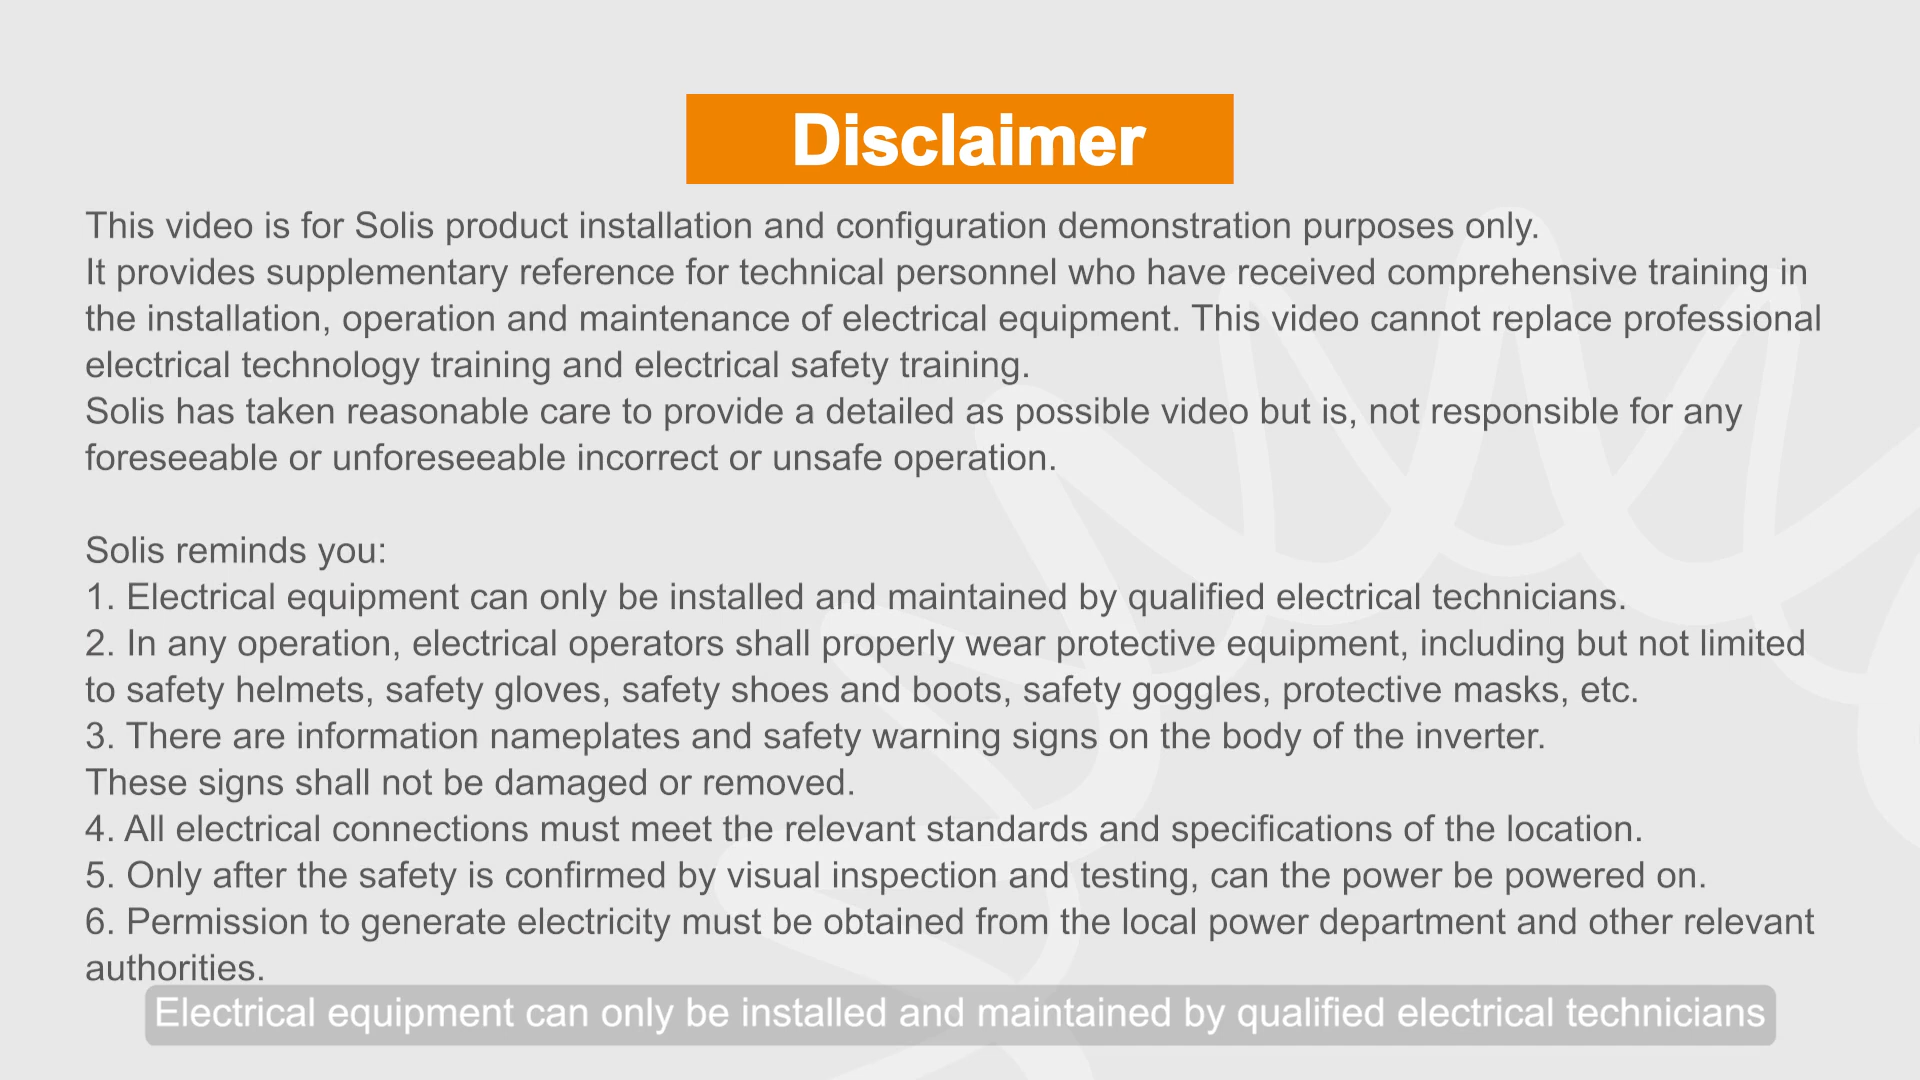 Disclaimer
This video is for Solis product installation and configuration demonstration purposes only.
It provides supplementary reference for technical personnel who have received comprehensive training in
the installation, operation and maintenance of electrical equipment. This video cannot replace professional
electrical technology training and electrical safety training.
Solis has taken reasonable care to provide a detailed as possible video but is, not responsible for any
foreseeable or unforeseeable incorrect or unsafe operation.
Solis reminds you:
1. Electrical equipment can only be installed and maintained by qualified electrical technicians.
2. In any operation, electrical operators shall properly wear protective equipment, including but not limited
to safety helmets, safety gloves, safety shoes and boots, safety goggles, protective masks, etc.
3. There are information nameplates and safety warning signs on the body of the inverter.
These signs shall not be damaged or removed.
4. All electrical connections must meet the relevant standards and specifications of the location.
5. Only after the safety is confirmed by visual inspection and testing, can the power be powered on.
6. Permission to generate electricity must be obtained from the local power department and other relevant
authorities.
Electrical equipment can only be installed and maintained by qualified electrical technicians